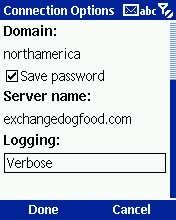 Connection Options abc
Domain:
northamerica
Save password
Server name:
exchangedogfood.com
Logging:
Verbose
Done Cancel